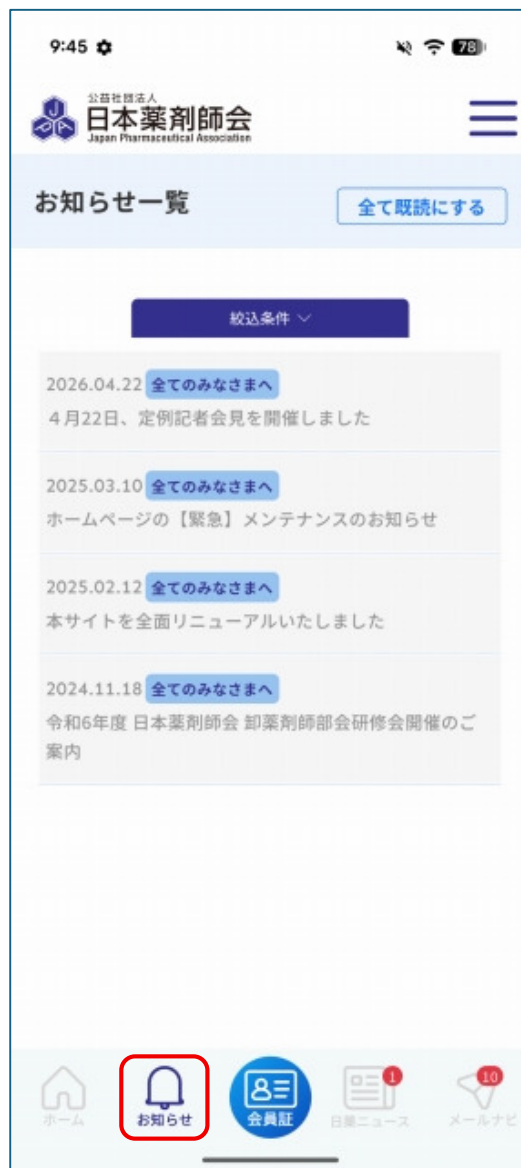 9:45
78
公益社団法人
日本薬剤師会
Japan Pharmaceutical Association
お知らせ一覧
全て既読にする
絞込条件
2026.04.22 全てのみなさまへ
４月22日、定例記者会見を開催しました
2025.03.10 全てのみなさまへ
ホームページの【緊急】メンテナンスのお知らせ
2025.02.12 全てのみなさまへ
本サイトを全面リニューアルいたしました
2024.11.18 全てのみなさまへ
令和6年度 日本薬剤師会 卸薬剤師部会研修会開催のご
案内
1
10
ホーム
お知らせ
会員証
日薬ニュース
メールナビ